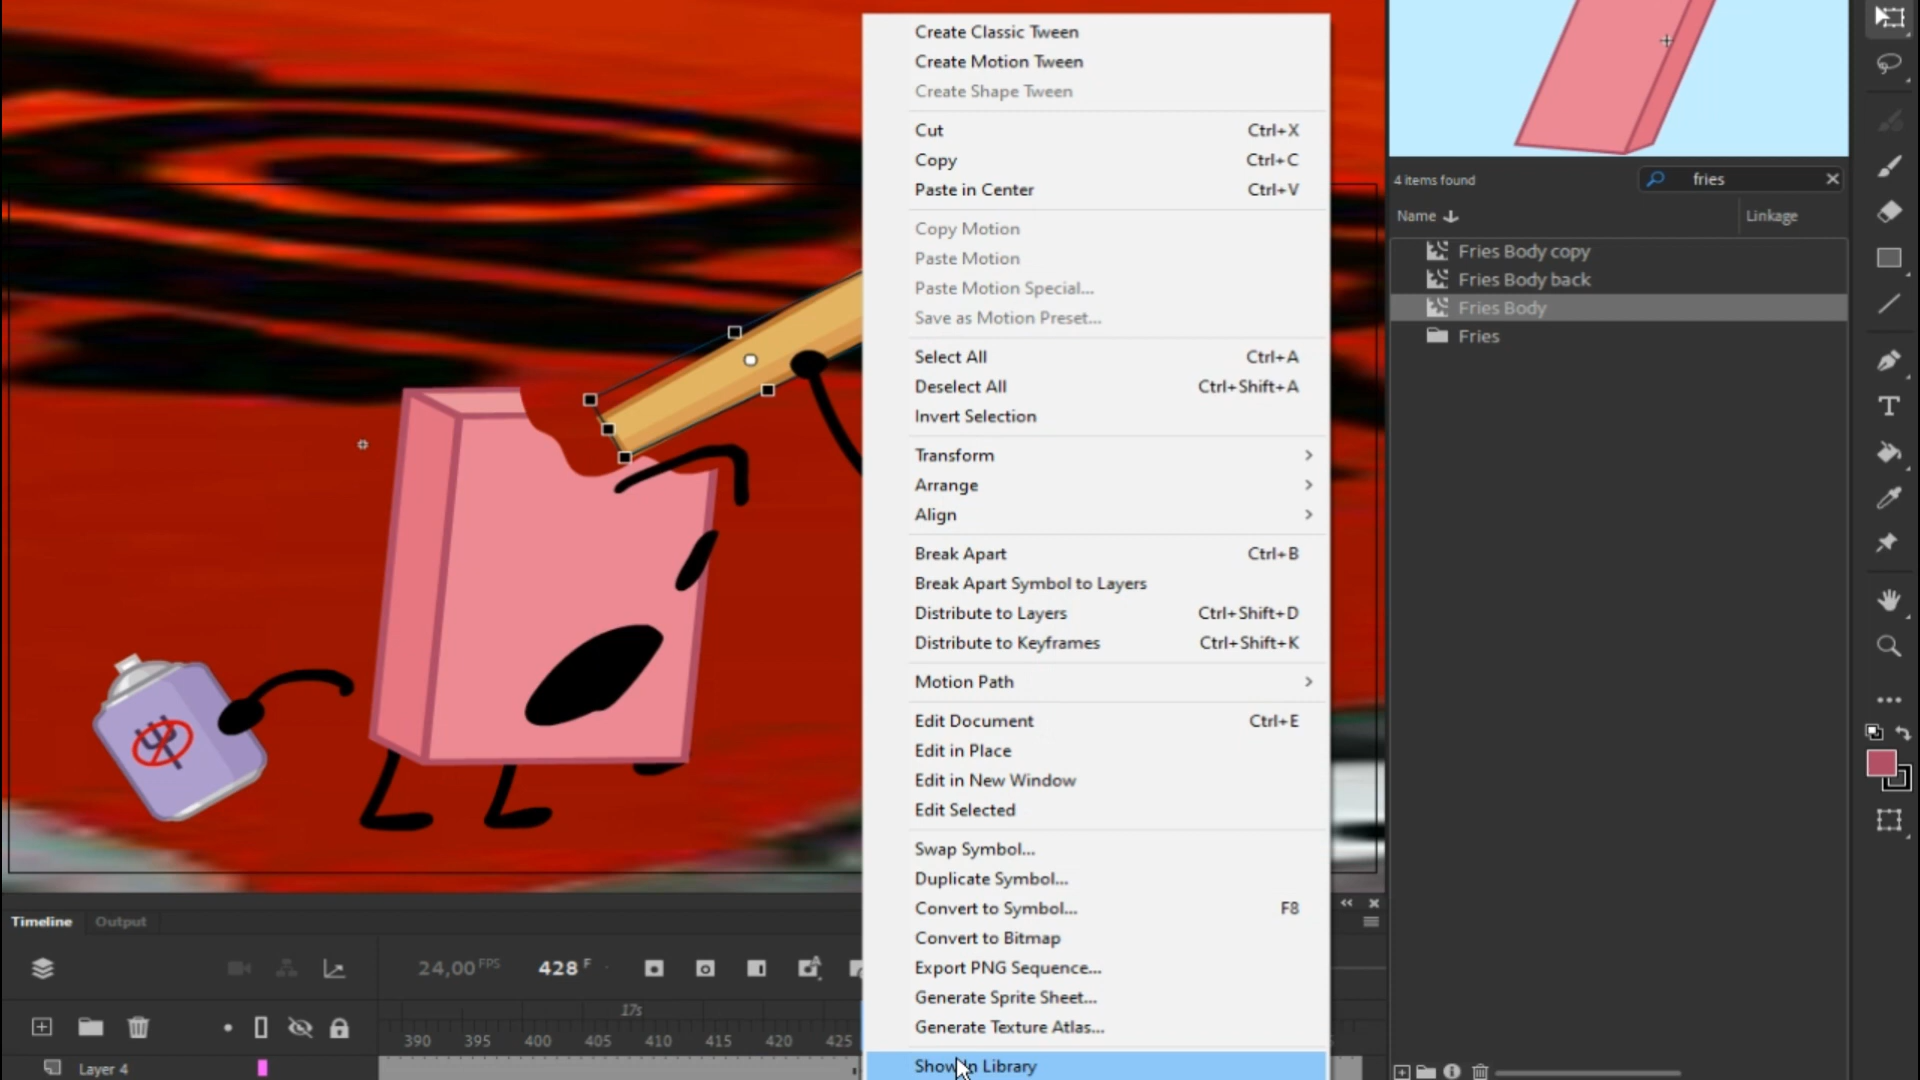 Create Classic Tween
Create Motion Tween
Create Shape Tween
Cut Ctrl+X
Copy Ctrl+C
Paste in Center Ctrl+V
Copy Motion
Paste Motion
Paste Motion Special...
Save as Motion Preset...
Select All Ctrl+A
Deselect All Ctrl+Shift+A
Invert Selection
Transform
Arrange
Align
Break Apart Ctrl+B
Break Apart Symbol to Layers
Distribute to Layers Ctrl+Shift+D
Distribute to Keyframes Ctrl+Shift+K
Motion Path
Edit Document Ctrl+E
Edit in Place
Edit in New Window
Edit Selected
Swap Symbol...
Duplicate Symbol...
Convert to Symbol... F8
Convert to Bitmap
Export PNG Sequence...
Generate Sprite Sheet...
Generate Texture Atlas...
Show in Library
4 items found fries
Name Linkage
Fries Body copy
Fries Body back
Fries Body
Fries
Timeline Output
24,00 FPS 428 F
17s
390 395 400 405 410 415 420 425
Layer 4